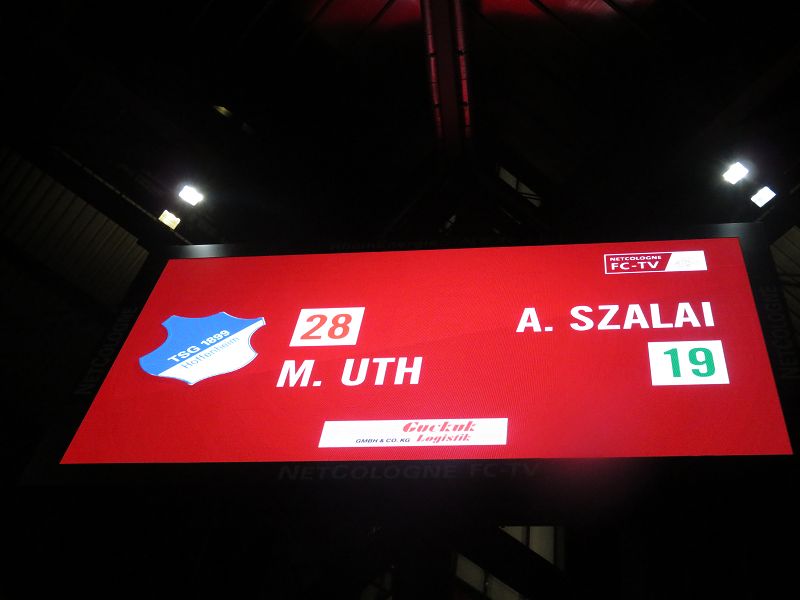 NETCOLOGNE
FC-TV
TSG 1899
Hoffenheim
28
M. UTH
A. SZALAI
19
Guckuk
GMBH & CO. KG Logistik
NETCOLOGNE FC-TV